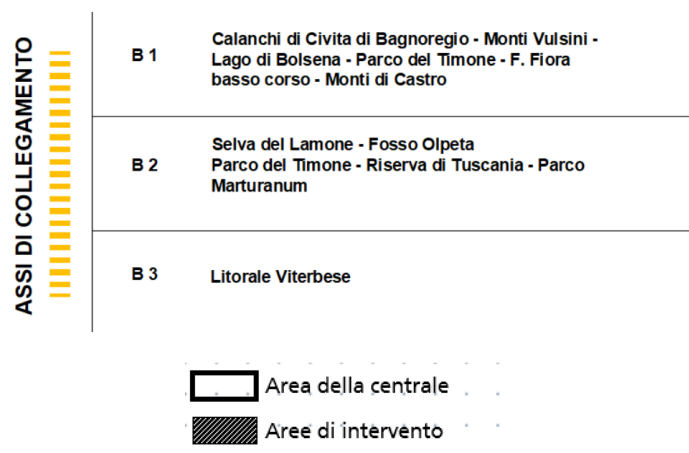 ASSI DI COLLEGAMENTO
B 1
Calanchi di Civita di Bagnoregio - Monti Vulsini -
Lago di Bolsena - Parco del Timone - F. Fiora
basso corso - Monti di Castro
B 2
Selva del Lamone - Fosso Olpeta
Parco del Timone - Riserva di Tuscania - Parco
Marturanum
B 3
Litorale Viterbese
Area della centrale
Aree di intervento